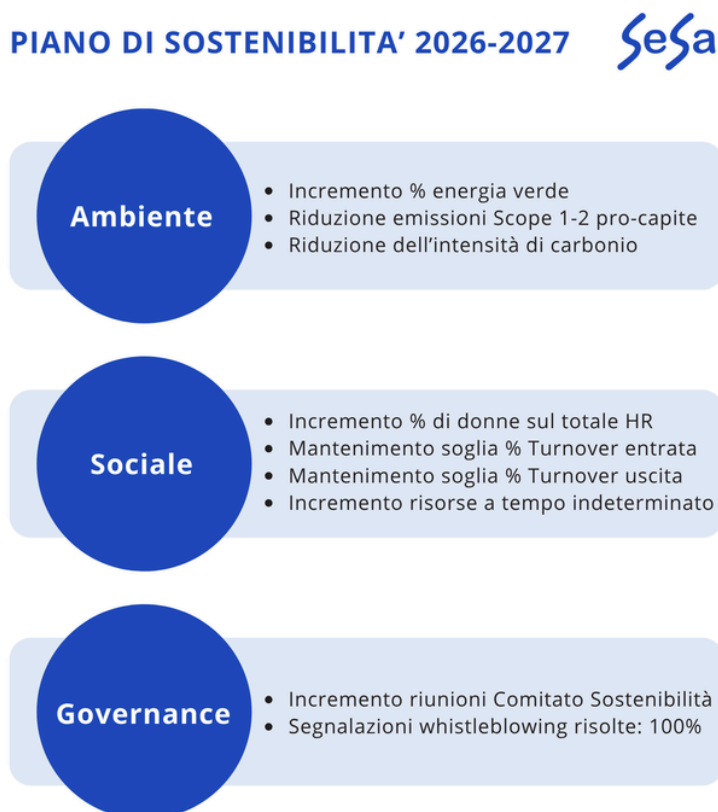 PIANO DI SOSTENIBILITA' 2026-2027
SeSa
Ambiente
• Incremento % energia verde
• Riduzione emissioni Scope 1-2 pro-capite
• Riduzione dell'intensità di carbonio
Sociale
• Incremento % di donne sul totale HR
• Mantenimento soglia % Turnover entrata
• Mantenimento soglia % Turnover uscita
• Incremento risorse a tempo indeterminato
Governance
• Incremento riunioni Comitato Sostenibilità
• Segnalazioni whistleblowing risolte: 100%